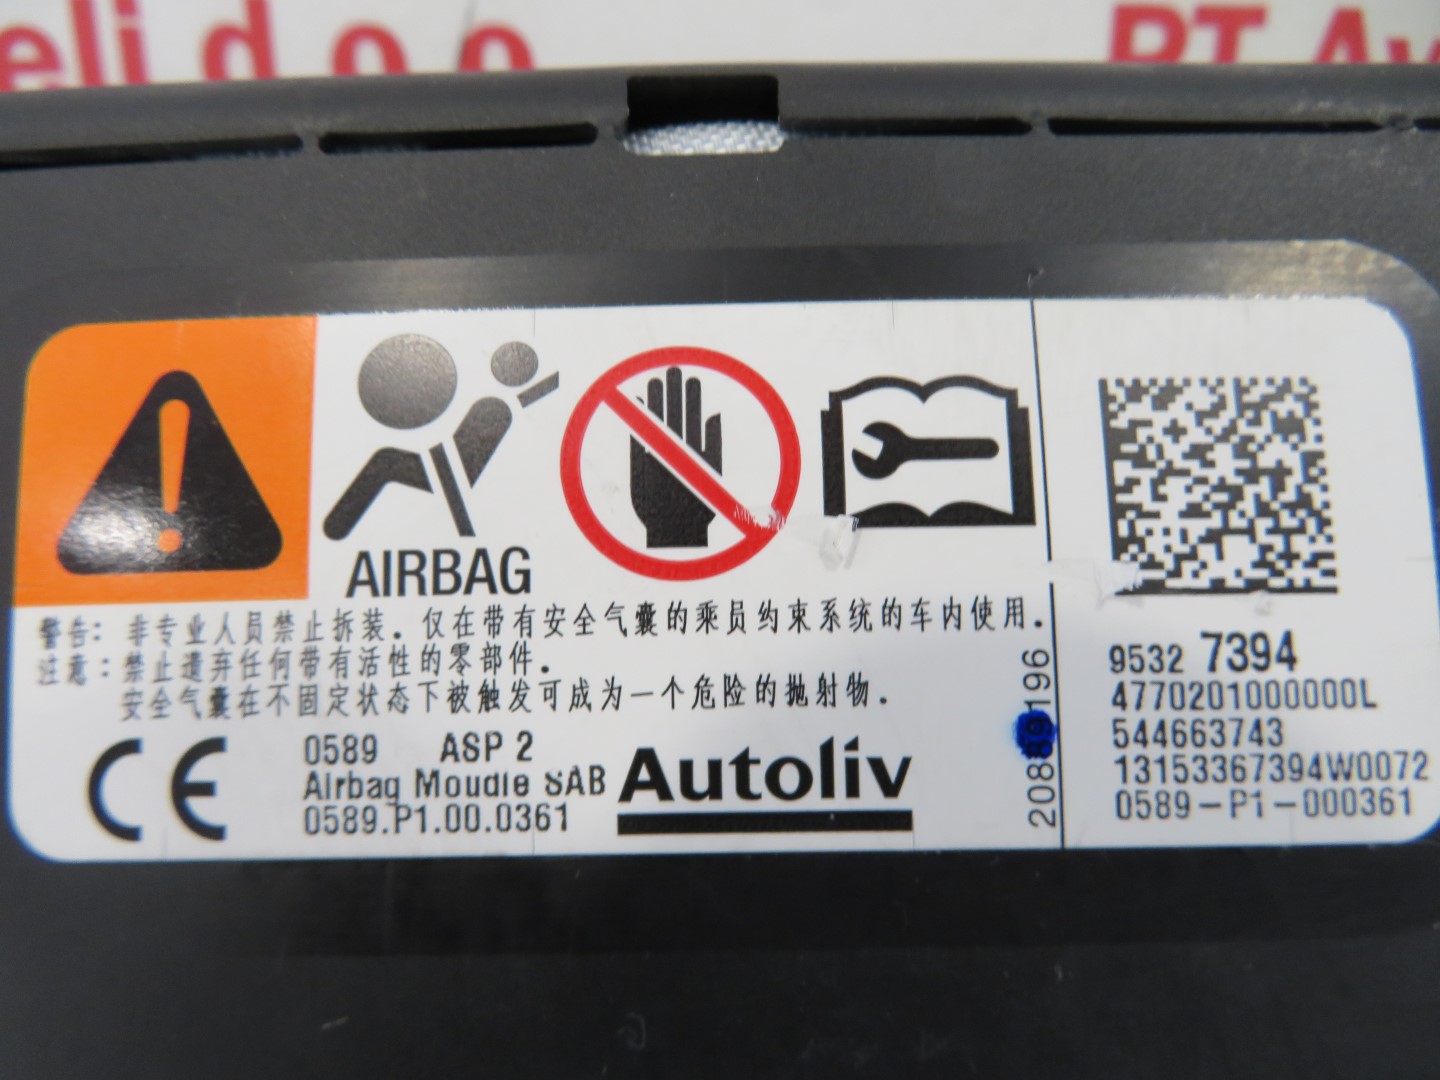 eli d.o.o
RT Av
AIRBAG
警告: 非专业人员禁止拆装. 仅在带有安全气囊的乘员约束系统的车内使用.
注意: 禁止遗弃任何带有活性的零部件.
安全气囊在不固定状态下被触发可成为一个危险的抛射物.
CE
0589 ASP 2
Airbag Moudle SAB
0589.P1.00.0361
Autoliv
9532 7394
4770201000000L
544663743
13153367394W0072
0589-P1-000361